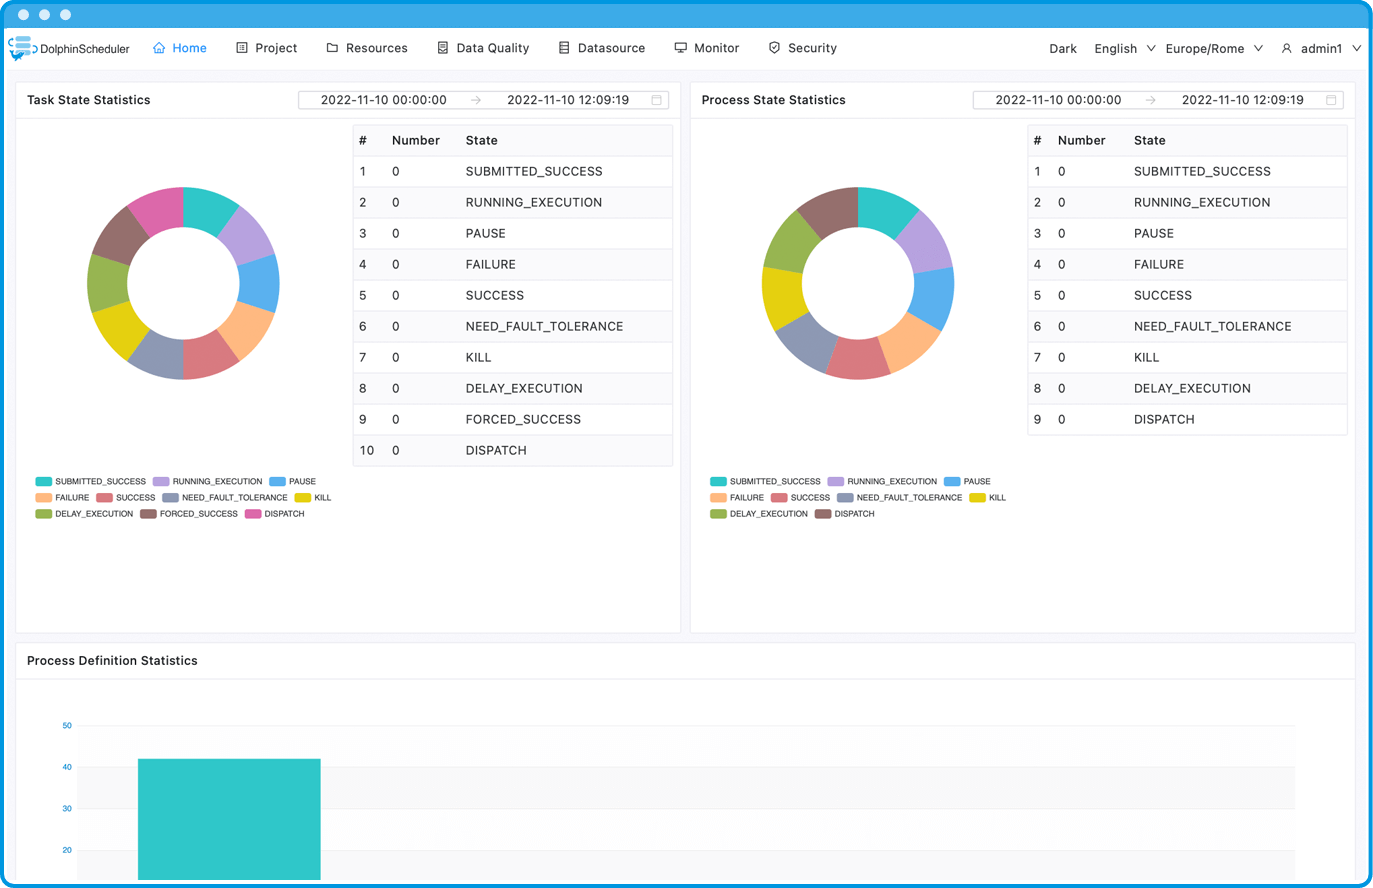 DolphinScheduler Home Project Resources Data Quality Datasource Monitor Security Dark English Europe/Rome admin1
Task State Statistics 2022-11-10 00:00:00 2022-11-10 12:09:19
# Number State
1 0 SUBMITTED_SUCCESS
2 0 RUNNING_EXECUTION
3 0 PAUSE
4 0 FAILURE
5 0 SUCCESS
6 0 NEED_FAULT_TOLERANCE
7 0 KILL
8 0 DELAY_EXECUTION
9 0 FORCED_SUCCESS
10 0 DISPATCH
SUBMITTED_SUCCESS RUNNING_EXECUTION PAUSE
FAILURE SUCCESS NEED_FAULT_TOLERANCE KILL
DELAY_EXECUTION FORCED_SUCCESS DISPATCH
Process State Statistics 2022-11-10 00:00:00 2022-11-10 12:09:19
# Number State
1 0 SUBMITTED_SUCCESS
2 0 RUNNING_EXECUTION
3 0 PAUSE
4 0 FAILURE
5 0 SUCCESS
6 0 NEED_FAULT_TOLERANCE
7 0 KILL
8 0 DELAY_EXECUTION
9 0 DISPATCH
SUBMITTED_SUCCESS RUNNING_EXECUTION PAUSE
FAILURE SUCCESS NEED_FAULT_TOLERANCE KILL
DELAY_EXECUTION DISPATCH
Process Definition Statistics
50
40
30
20